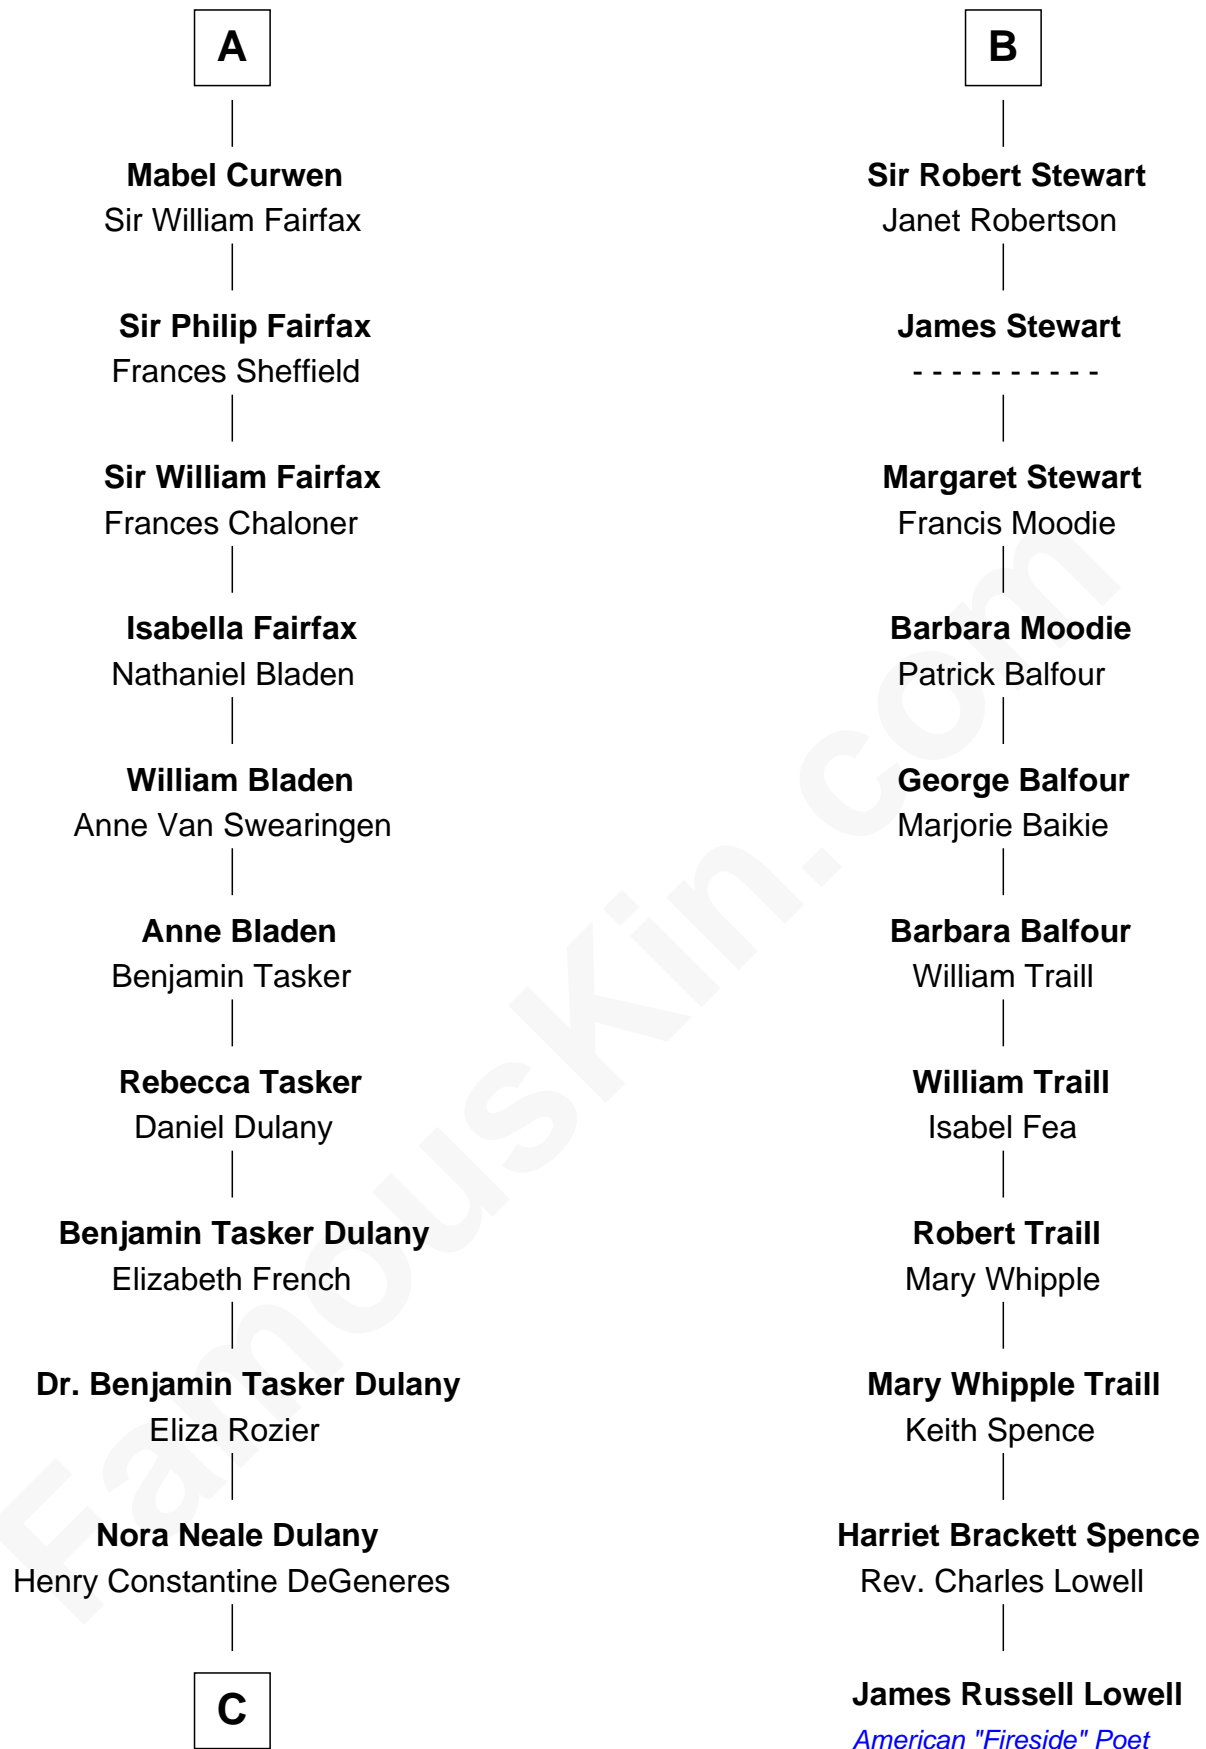 A
Mabel Curwen
Sir William Fairfax
Sir Philip Fairfax
Frances Sheffield
Sir William Fairfax
Frances Chaloner
Isabella Fairfax
Nathaniel Bladen
William Bladen
Anne Van Swearingen
Anne Bladen
Benjamin Tasker
Rebecca Tasker
Daniel Dulany
Benjamin Tasker Dulany
Elizabeth French
Dr. Benjamin Tasker Dulany
Eliza Rozier
Nora Neale Dulany
Henry Constantine DeGeneres
C
B
Sir Robert Stewart
Janet Robertson
James Stewart
- - - - - - - - - -
Margaret Stewart
Francis Moodie
Barbara Moodie
Patrick Balfour
George Balfour
Marjorie Baikie
Barbara Balfour
William Traill
William Traill
Isabel Fea
Robert Traill
Mary Whipple
Mary Whipple Traill
Keith Spence
Harriet Brackett Spence
Rev. Charles Lowell
James Russell Lowell
American "Fireside" Poet
FamousKin.com